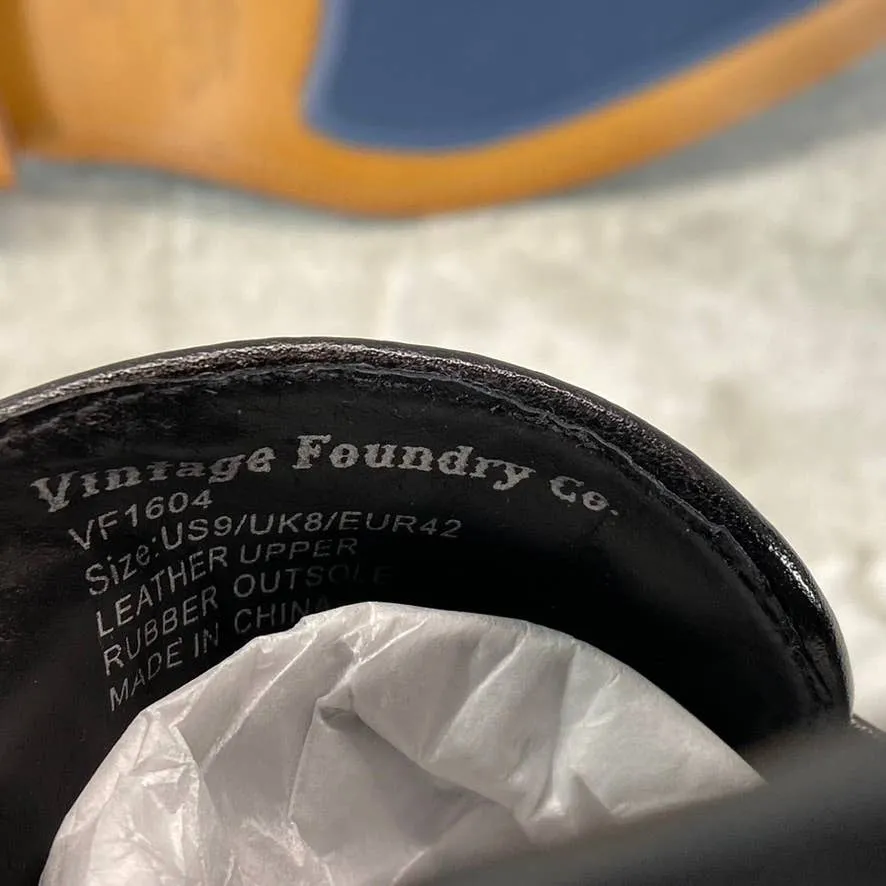 Vintage Foundry Co.
VF1604
Size:US9/UK8/EUR42
LEATHER UPPER
RUBBER OUTSOLE
MADE IN CHINA